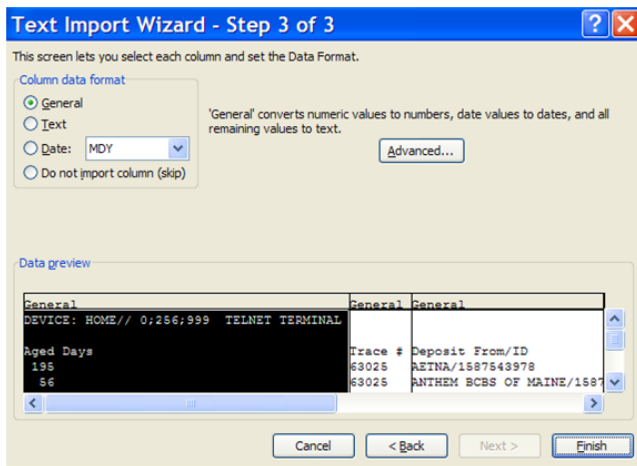 Text Import Wizard - Step 3 of 3
This screen lets you select each column and set the Data Format.
Column data format
General
Text
Date: MDY
Do not import column (skip)
'General' converts numeric values to numbers, date values to dates, and all
remaining values to text.
Advanced...
Data preview
General General General
DEVICE: HOME// 0;256;999 TELNET TERMINAL
Aged Days Trace # Deposit From/ID
195 63025 AETNA/1587543978
56 63025 ANTHEM BCBS OF MAINE/1587
Cancel < Back Next > Finish